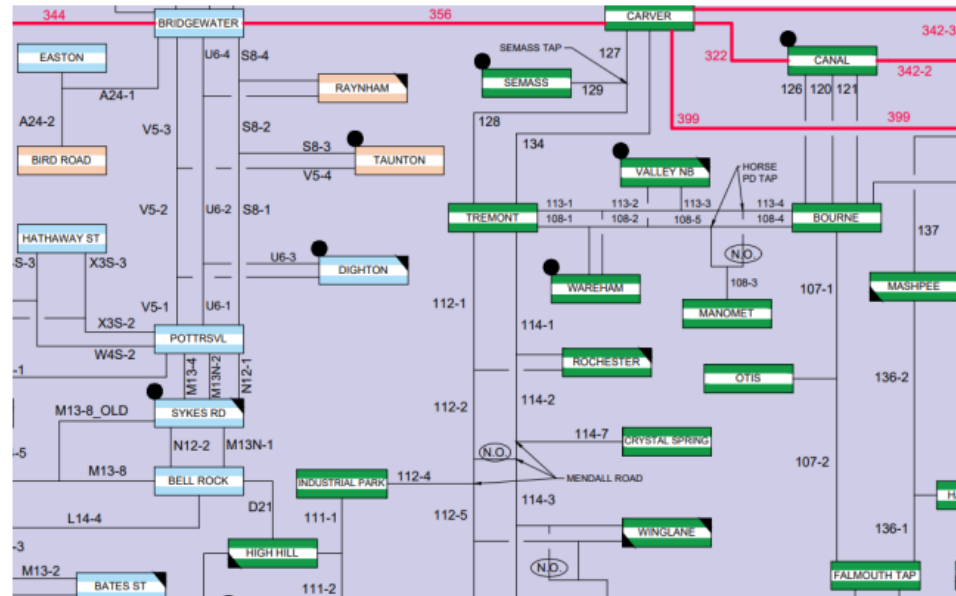 344
BRIDGEWATER
356
CARVER
342-3
EASTON
U6-4
S8-4
SEMASS TAP
127
322
CANAL
SEMASS
129
342-2
RAYNHAM
126
120
121
A24-1
A24-2
V5-3
S8-2
128
399
399
134
S8-3
BIRD ROAD
TAUNTON
V5-4
VALLEY NB
HORSE
PD TAP
V5-2
U6-2
S8-1
TREMONT
113-1
113-2
113-3
113-4
108-1
108-2
108-5
108-4
BOURNE
137
HATHAWAY ST
S-3
X3S-3
U6-3
DIGHTON
N.O.
WAREHAM
108-3
MANOMET
107-1
MASHPEE
V5-1
U6-1
112-1
X3S-2
114-1
POTTRSVL
W4S-2
-1
M13-4
M13N-2
N12-1
ROCHESTER
OTIS
136-2
114-2
M13-8_OLD
SYKES RD
112-2
114-7
CRYSTAL SPRING
N12-2
M13N-1
-5
N.O.
107-2
M13-8
BELL ROCK
INDUSTRIAL PARK
112-4
MENDALL ROAD
114-3
D21
L14-4
111-1
112-5
136-1
WINGLANE
-3
HIGH HILL
M13-2
N.O.
FALMOUTH TAP
BATES ST
111-2